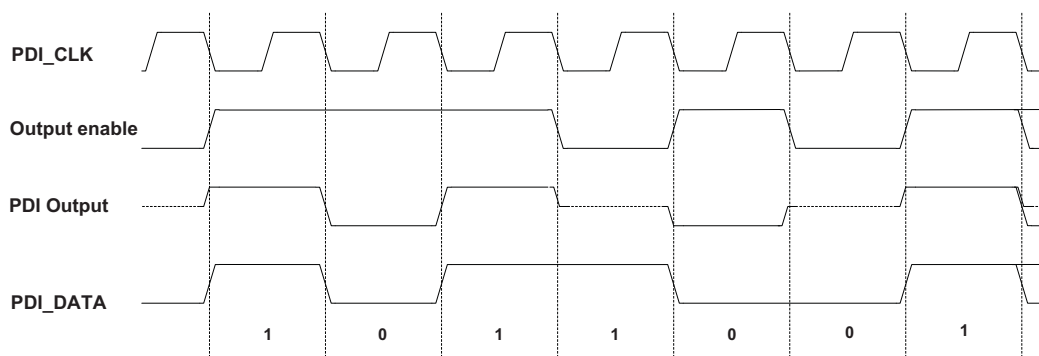 PDI_CLK
Output enable
PDI Output
PDI_DATA
1 0 1 1 0 0 1